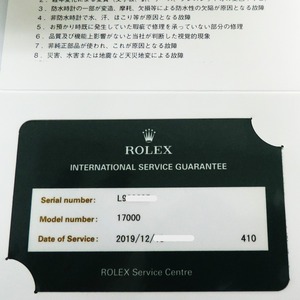 3. 防水時計の一部が変造、摩耗、欠損等による防水性の欠陥が原因となる故障
4. 非防水時計で水、汗、ほこり等が原因となる故障
5. お預かり時既に発生していた瑕疵で修理を承っていない部分の修理
6. 品質及び機能上影響がないと当社が判断した視覚的現象
7. 非純正部品が使われ、これが原因となる故障
8. 災害、水害または地震など天災による故障
ROLEX
INTERNATIONAL SERVICE GUARANTEE
Serial number: L9
Model number: 17000
Date of Service: 2019/12/ 410
ROLEX Service Centre